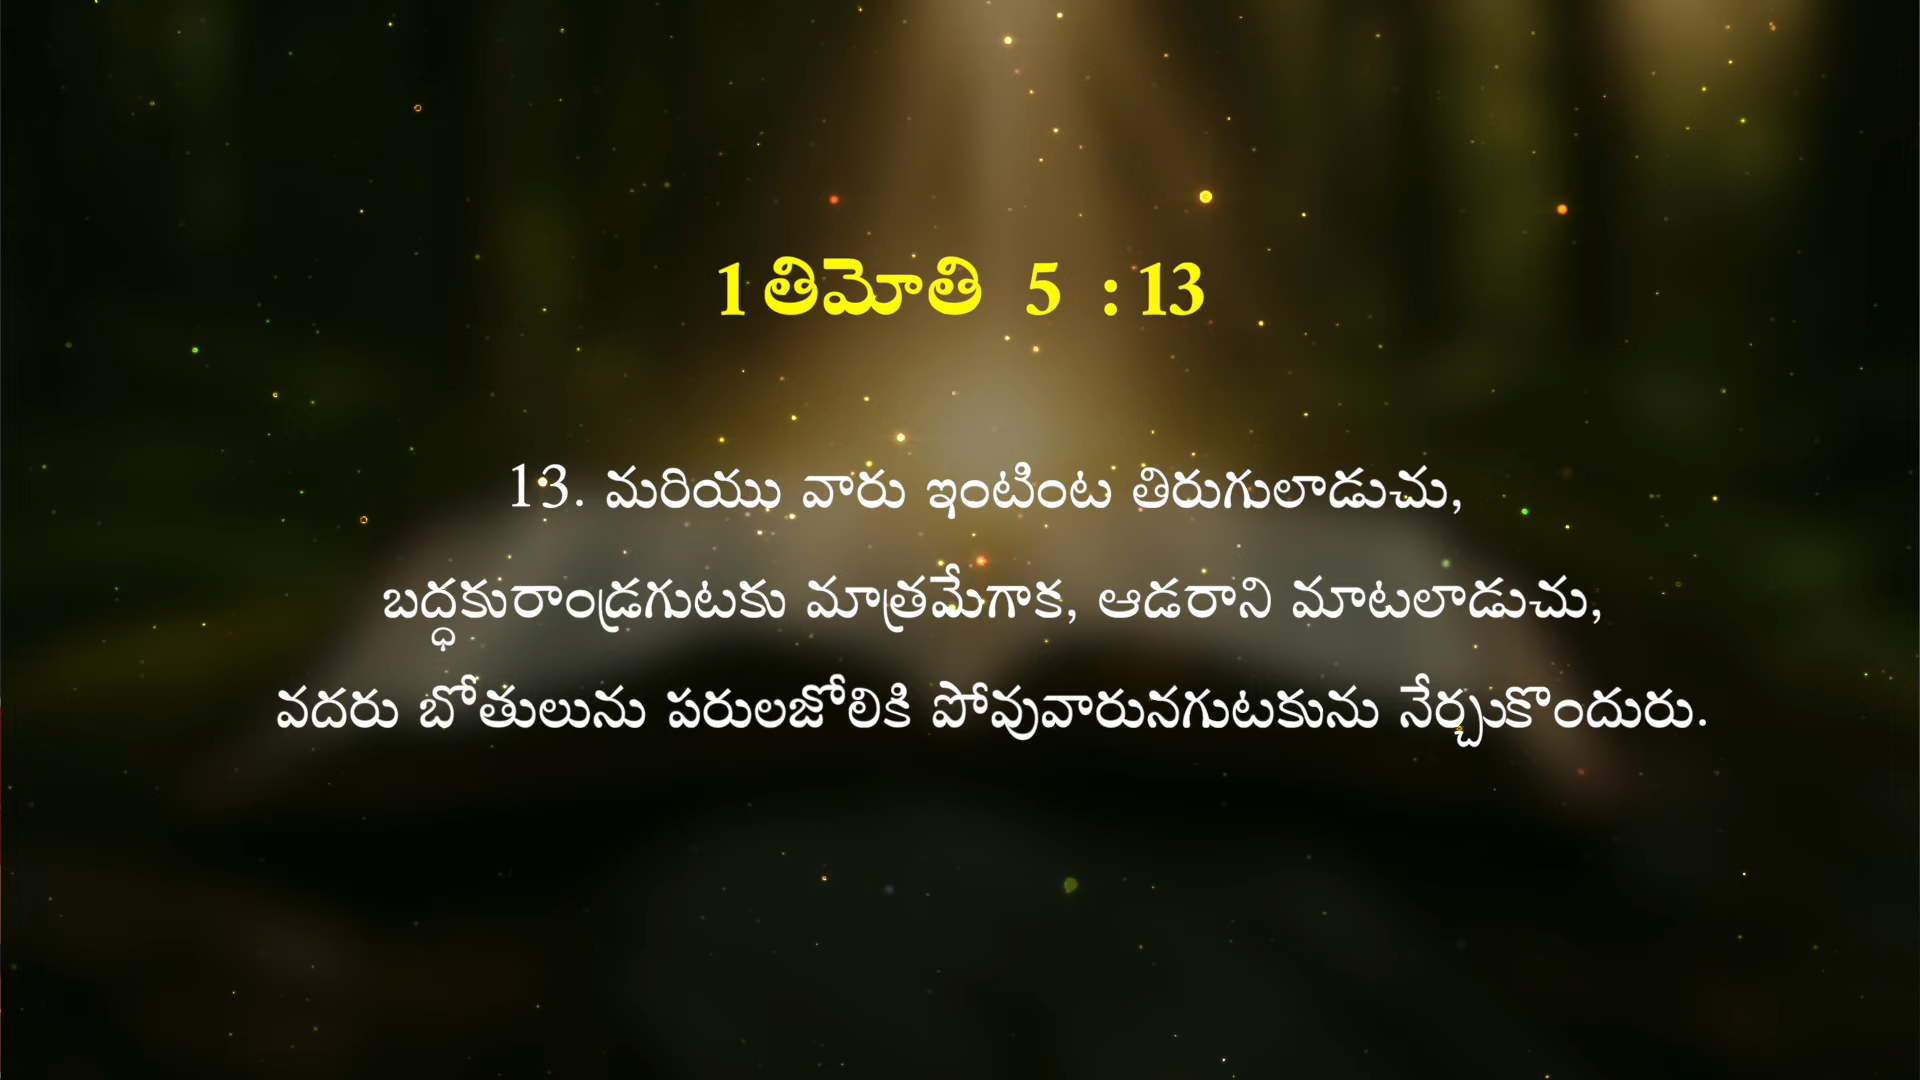 1 తిమోతి 5 : 13
13. మరియు వారు ఇంటింట తిరుగులాడుచు,
బద్ధకురాండ్రగుటకు మాత్రమేగాక, ఆడరాని మాటలాడుచు,
వదరు బోతులును పరులజోలికి పోవువారునగుటకును నేర్చుకొందురు.